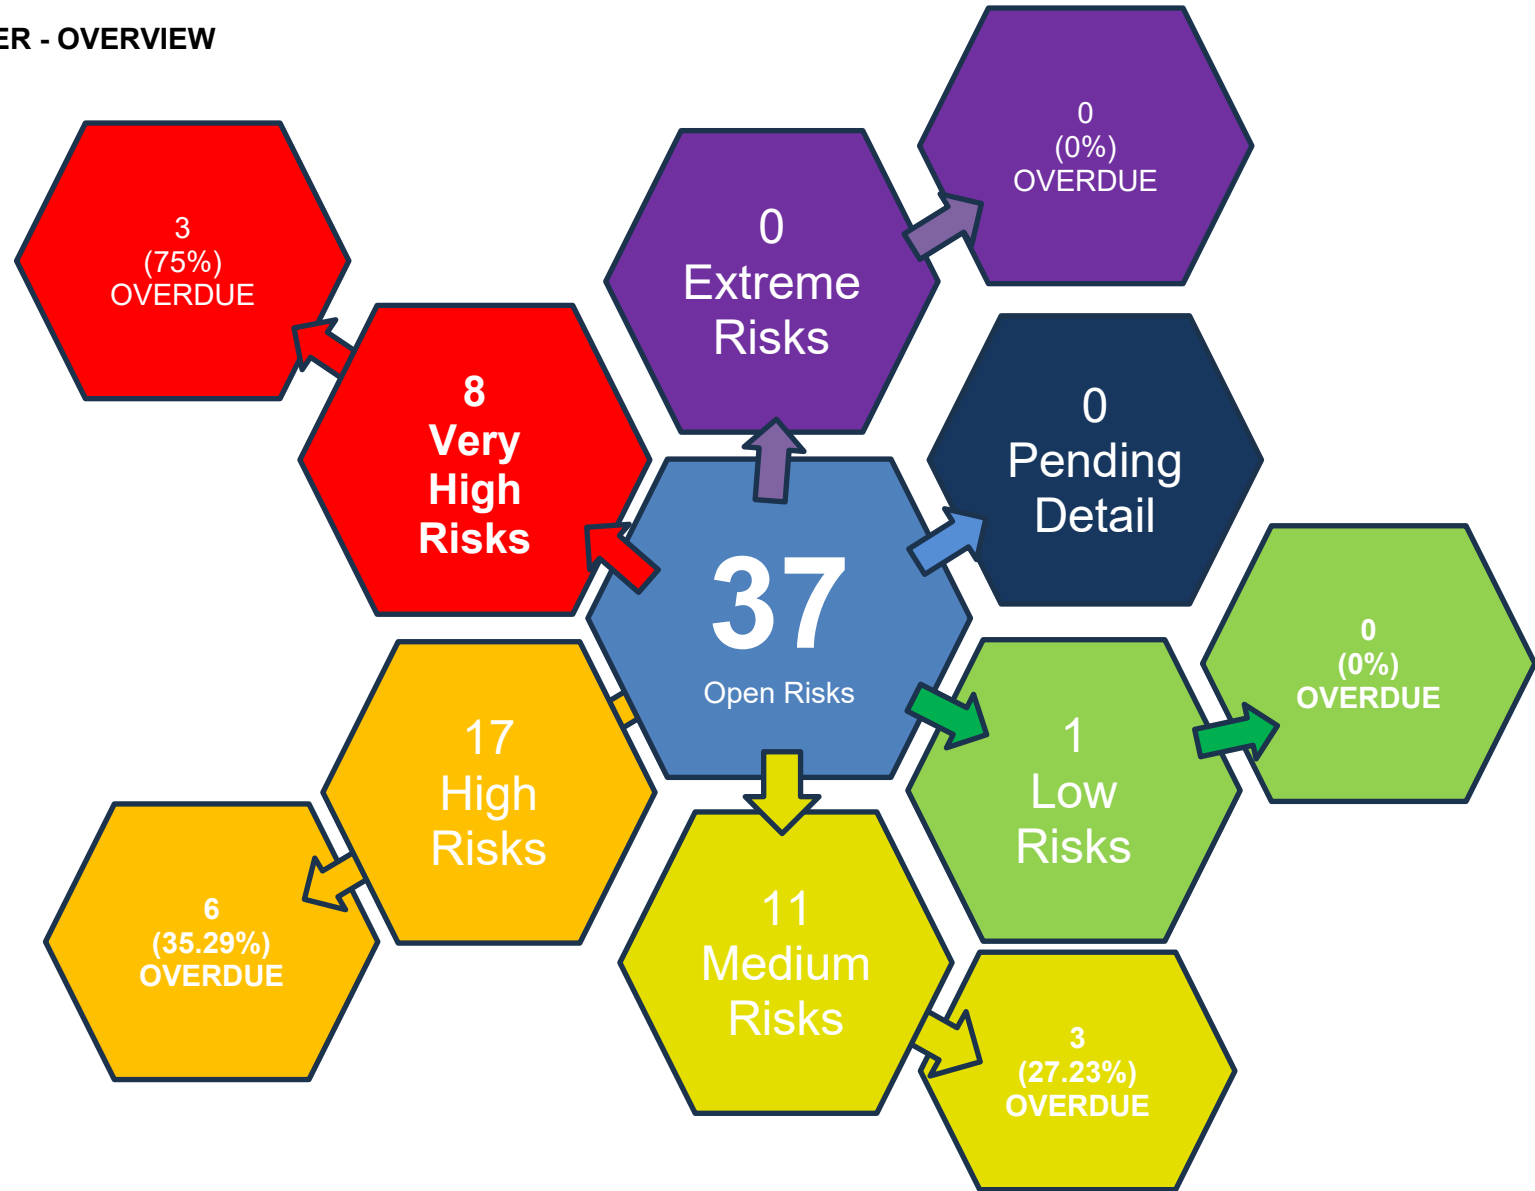 ER - OVERVIEW
0
(0%)
OVERDUE
3
(75%)
OVERDUE
0
Extreme
Risks
8
Very
High
Risks
0
Pending
Detail
37
Open Risks
0
(0%)
OVERDUE
17
High
Risks
1
Low
Risks
6
(35.29%)
OVERDUE
11
Medium
Risks
3
(27.23%)
OVERDUE